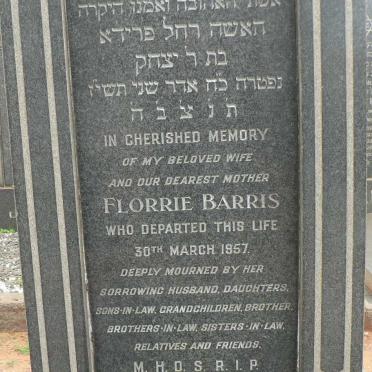 אשתי האהובה ואמנו היקרה
האשה רחל פרידא
בת ר יצחק
נפטרה כ״ז אדר שני תשי״ז
ת נ צ ב ה
IN CHERISHED MEMORY
OF MY BELOVED WIFE
AND OUR DEAREST MOTHER
FLORRIE BARRIS
WHO DEPARTED THIS LIFE
30TH MARCH 1957.
DEEPLY MOURNED BY HER
SORROWING HUSBAND, DAUGHTERS,
SONS-IN-LAW, GRANDCHILDREN, BROTHER,
BROTHERS-IN-LAW, SISTERS-IN-LAW,
RELATIVES AND FRIENDS.
M. H. D. S. R. I. P.